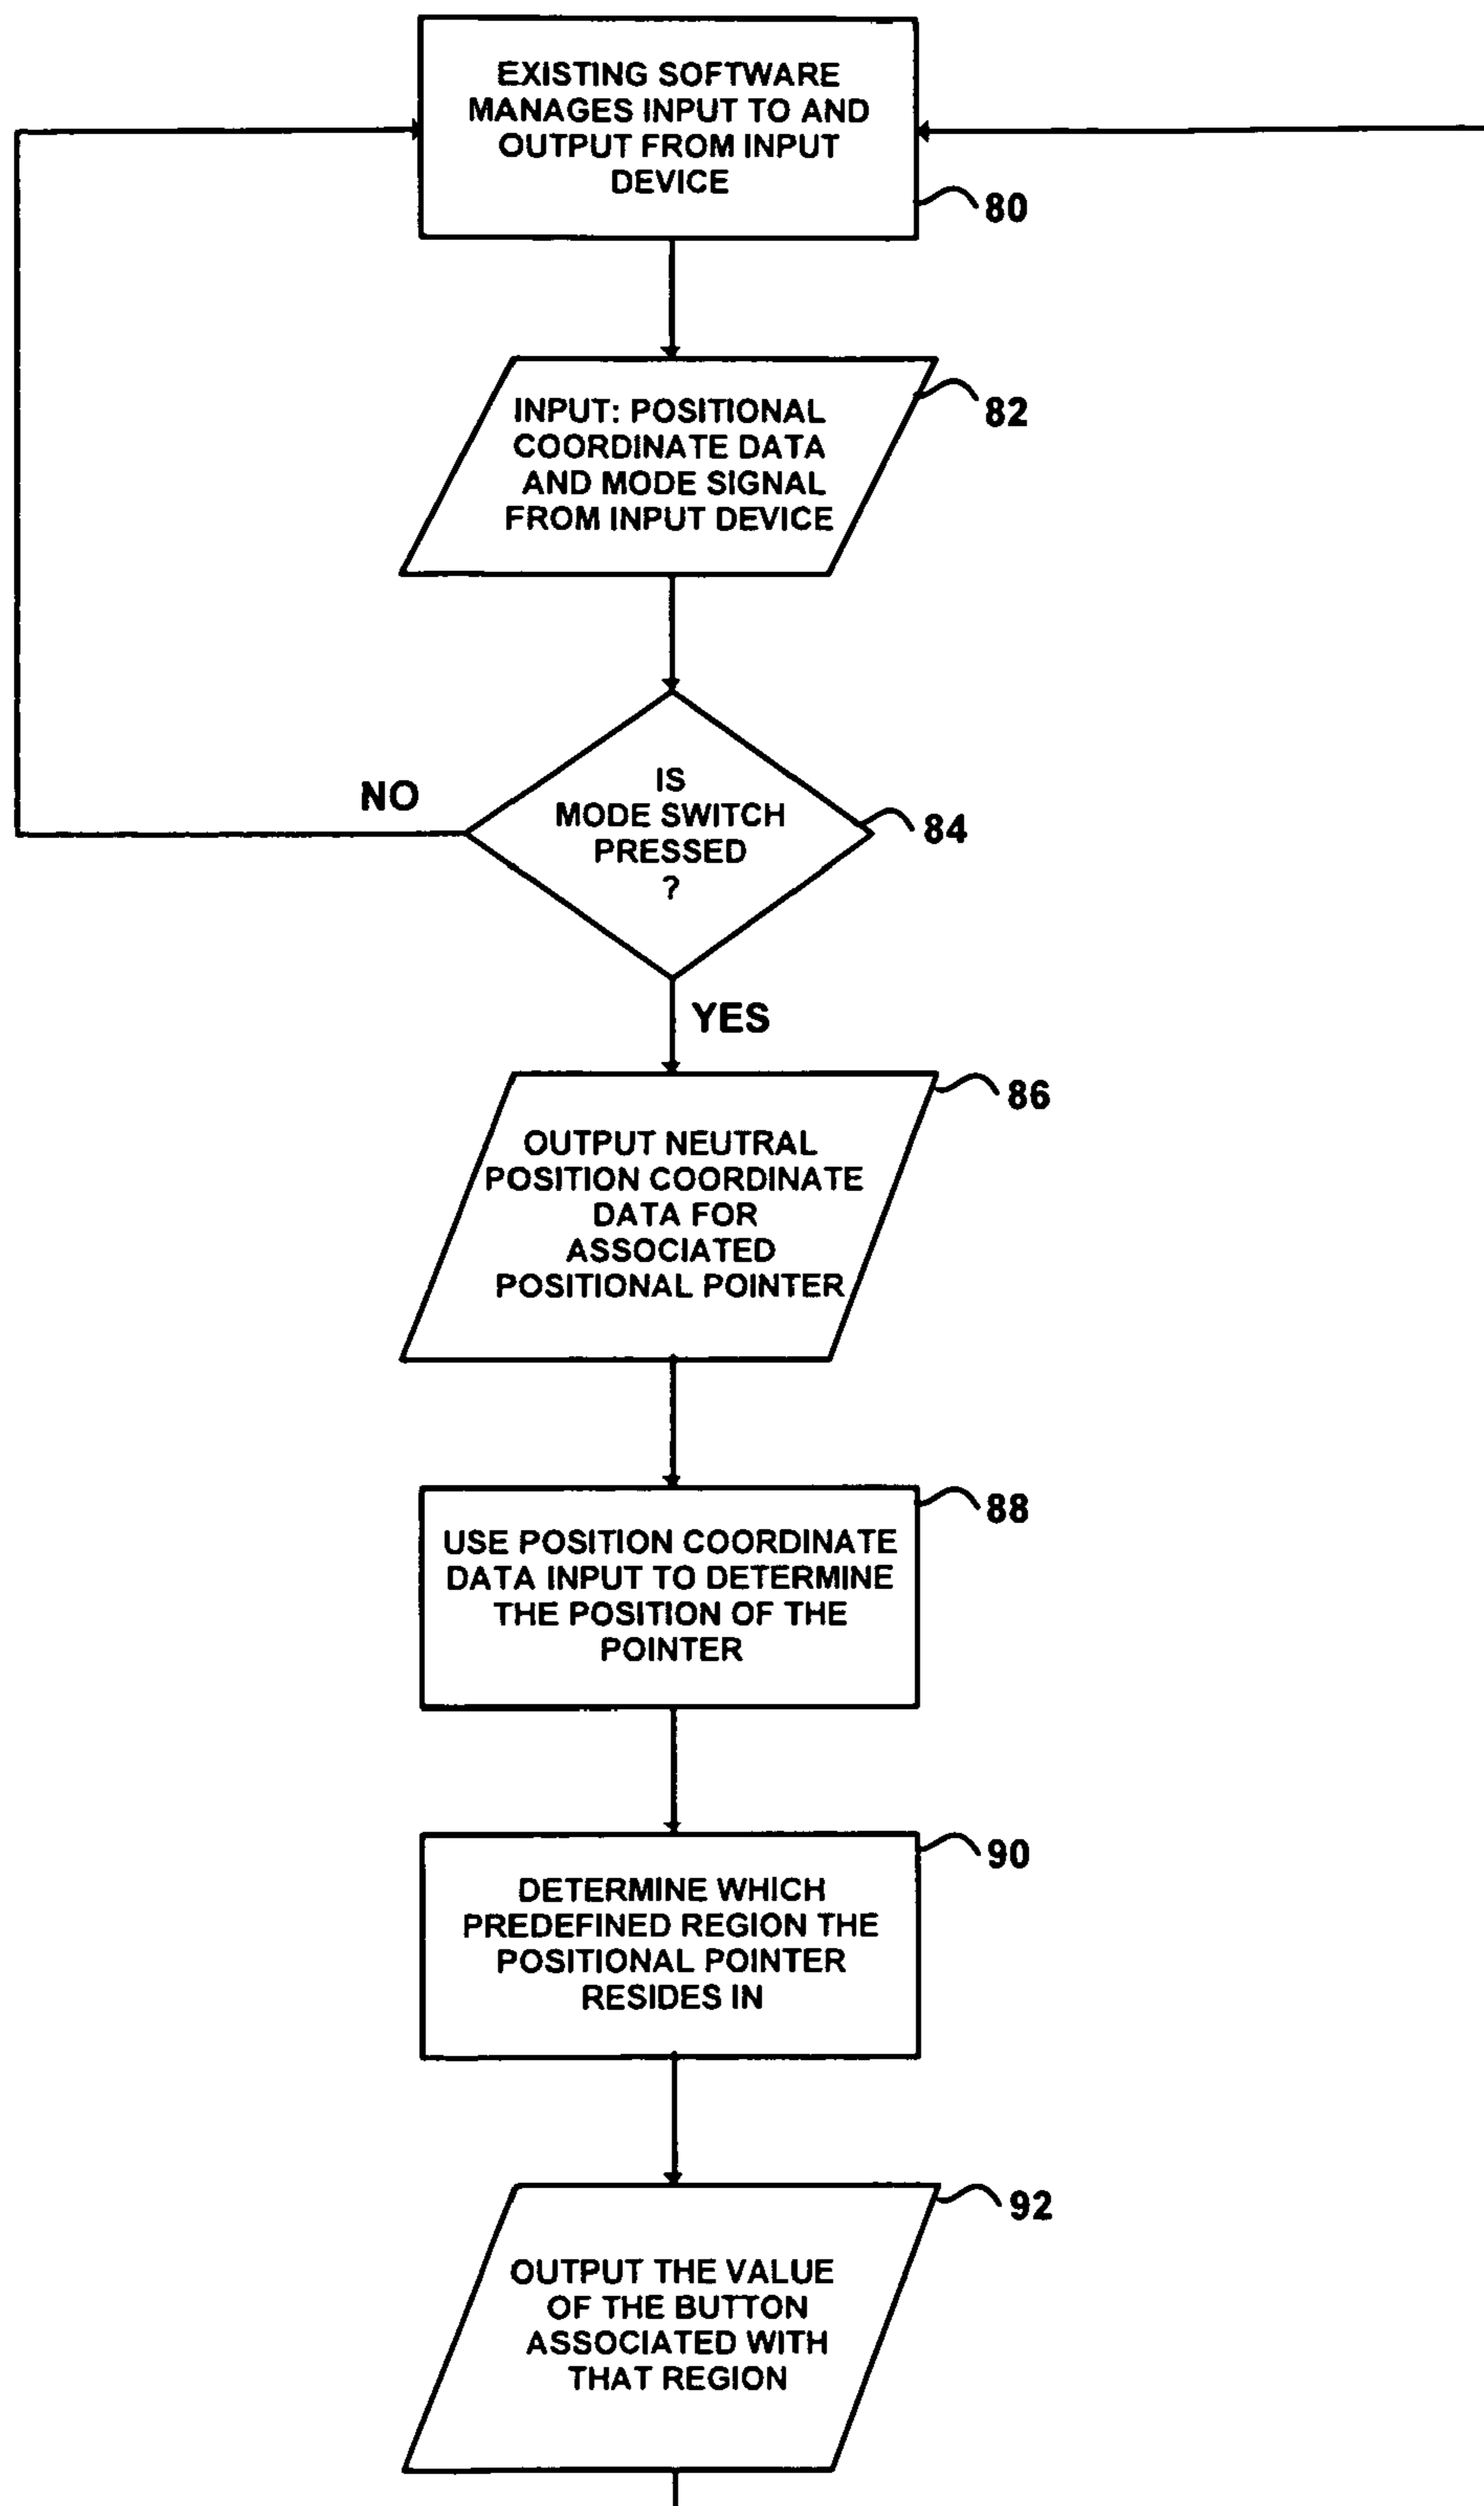 EXISTING SOFTWARE
MANAGES INPUT TO AND
OUTPUT FROM INPUT
DEVICE
80
INPUT: POSITIONAL
COORDINATE DATA
AND MODE SIGNAL
FROM INPUT DEVICE
82
NO
IS
MODE SWITCH
PRESSED
?
84
YES
86
OUTPUT NEUTRAL
POSITION COORDINATE
DATA FOR
ASSOCIATED
POSITIONAL POINTER
88
USE POSITION COORDINATE
DATA INPUT TO DETERMINE
THE POSITION OF THE
POINTER
90
DETERMINE WHICH
PREDEFINED REGION THE
POSITIONAL POINTER
RESIDES IN
92
OUTPUT THE VALUE
OF THE BUTTON
ASSOCIATED WITH
THAT REGION